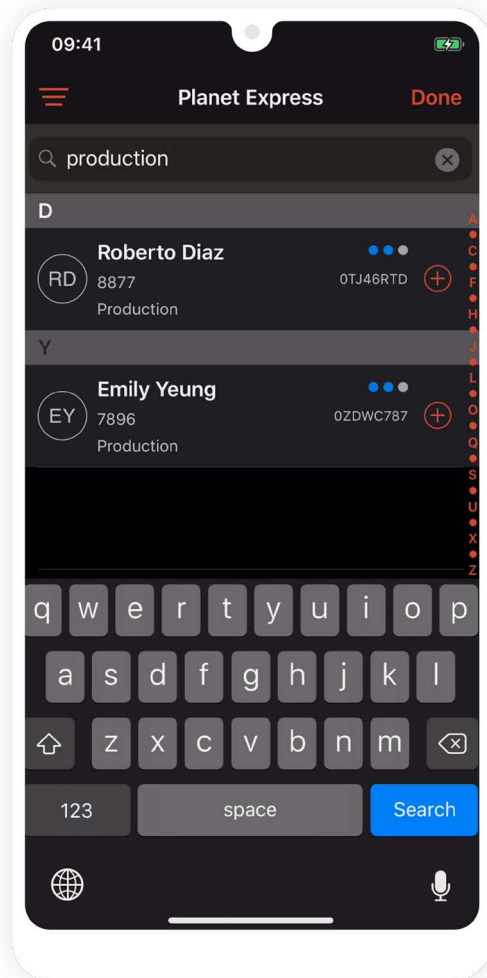 09:41
Planet Express Done
production
D
RD Roberto Diaz
8877 0TJ46RTD
Production
Y
EY Emily Yeung
7896 0ZDWC787
Production
A
C
F
H
J
L
O
Q
S
U
X
Z
q w e r t y u i o p
a s d f g h j k l
z x c v b n m
123 space Search